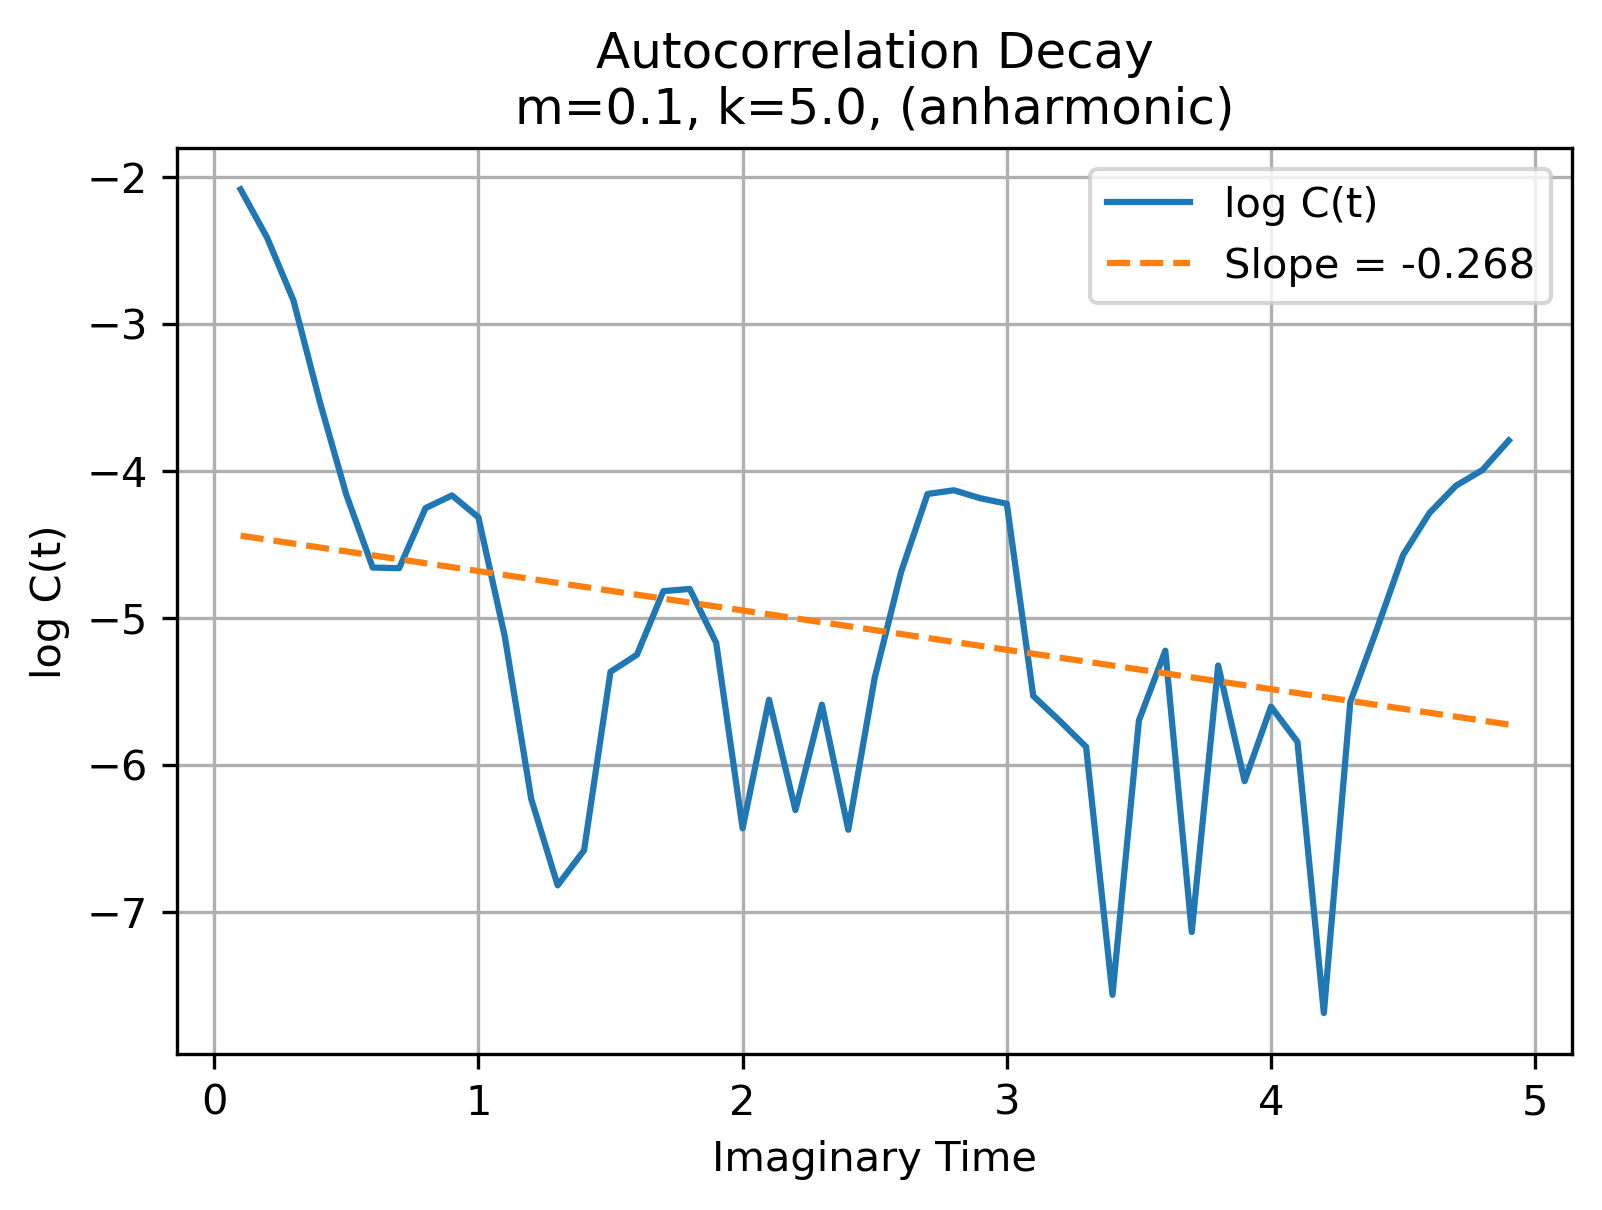 Autocorrelation Decay
m=0.1, k=5.0, (anharmonic)
log C(t)
Slope = -0.268
log C(t)
−2
−3
−4
−5
−6
−7
0 1 2 3 4 5
Imaginary Time